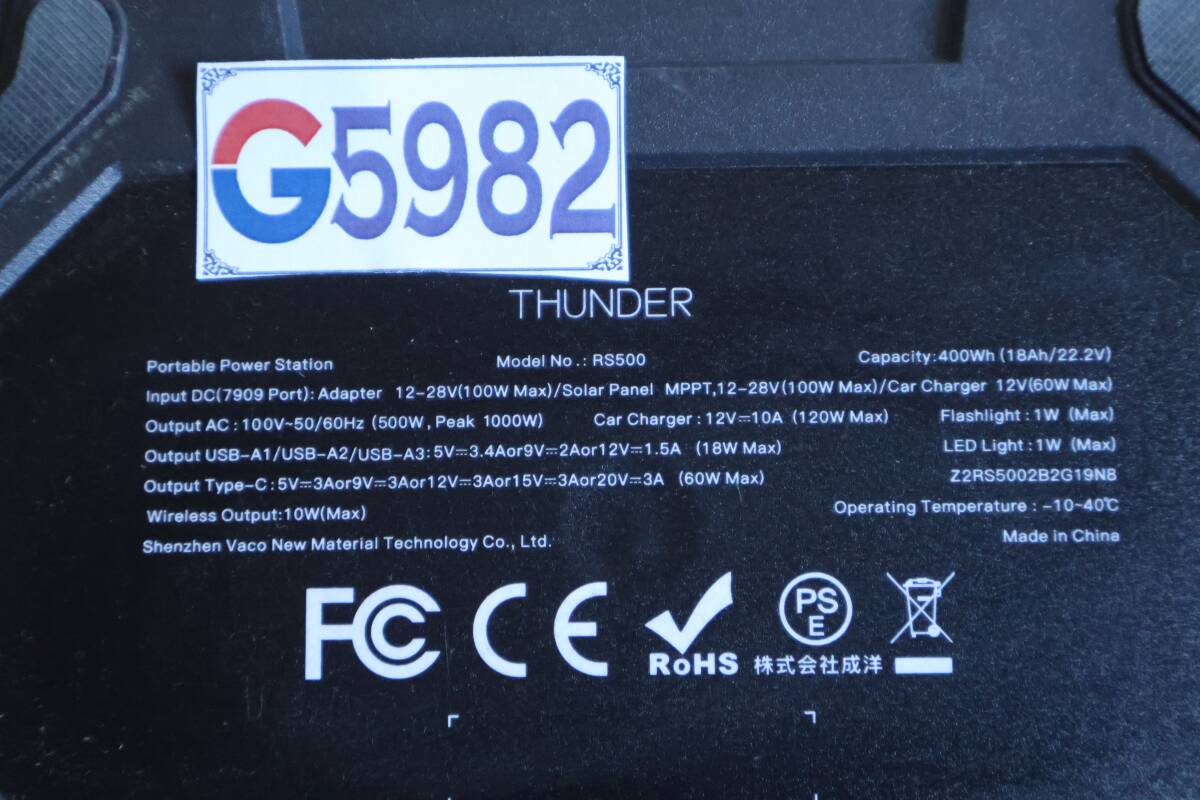 G5982
THUNDER
Portable Power Station Model No.: RS500 Capacity:400Wh (18Ah/22.2V)
Input DC(7909 Port): Adapter 12-28V(100W Max)/Solar Panel MPPT,12-28V(100W Max)/Car Charger 12V(60W Max)
Output AC:100V~50/60Hz (500W, Peak 1000W) Car Charger:12V⎓10A (120W Max) Flashlight:1W (Max)
Output USB-A1/USB-A2/USB-A3:5V⎓3.4Aor9V⎓2Aor12V⎓1.5A (18W Max) LED Light:1W (Max)
Output Type-C:5V⎓3Aor9V⎓3Aor12V⎓3Aor15V⎓3Aor20V⎓3A (60W Max) Z2RS5002B2G19N8
Wireless Output:10W(Max) Operating Temperature: -10~40℃
Shenzhen Vaco New Material Technology Co., Ltd. Made in China
FC CE RoHS PSE
株式会社成洋